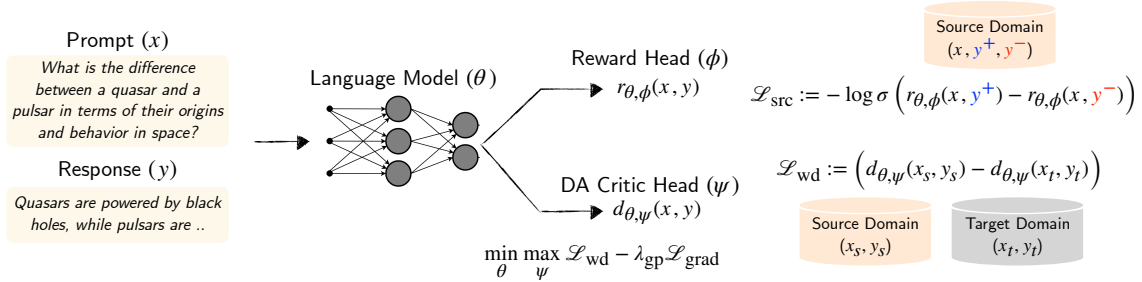 Prompt (x)
What is the difference
between a quasar and a
pulsar in terms of their origins
and behavior in space?
Response (y)
Quasars are powered by black
holes, while pulsars are ..
Language Model (θ)
Reward Head (ϕ)
r_{θ,ϕ}(x, y)
DA Critic Head (ψ)
d_{θ,ψ}(x, y)
min_θ max_ψ ℒ_wd − λ_gp ℒ_grad
Source Domain
(x, y⁺, y⁻)
ℒ_src := − log σ ( r_{θ,ϕ}(x, y⁺) − r_{θ,ϕ}(x, y⁻) )
ℒ_wd := ( d_{θ,ψ}(x_s, y_s) − d_{θ,ψ}(x_t, y_t) )
Source Domain
(x_s, y_s)
Target Domain
(x_t, y_t)